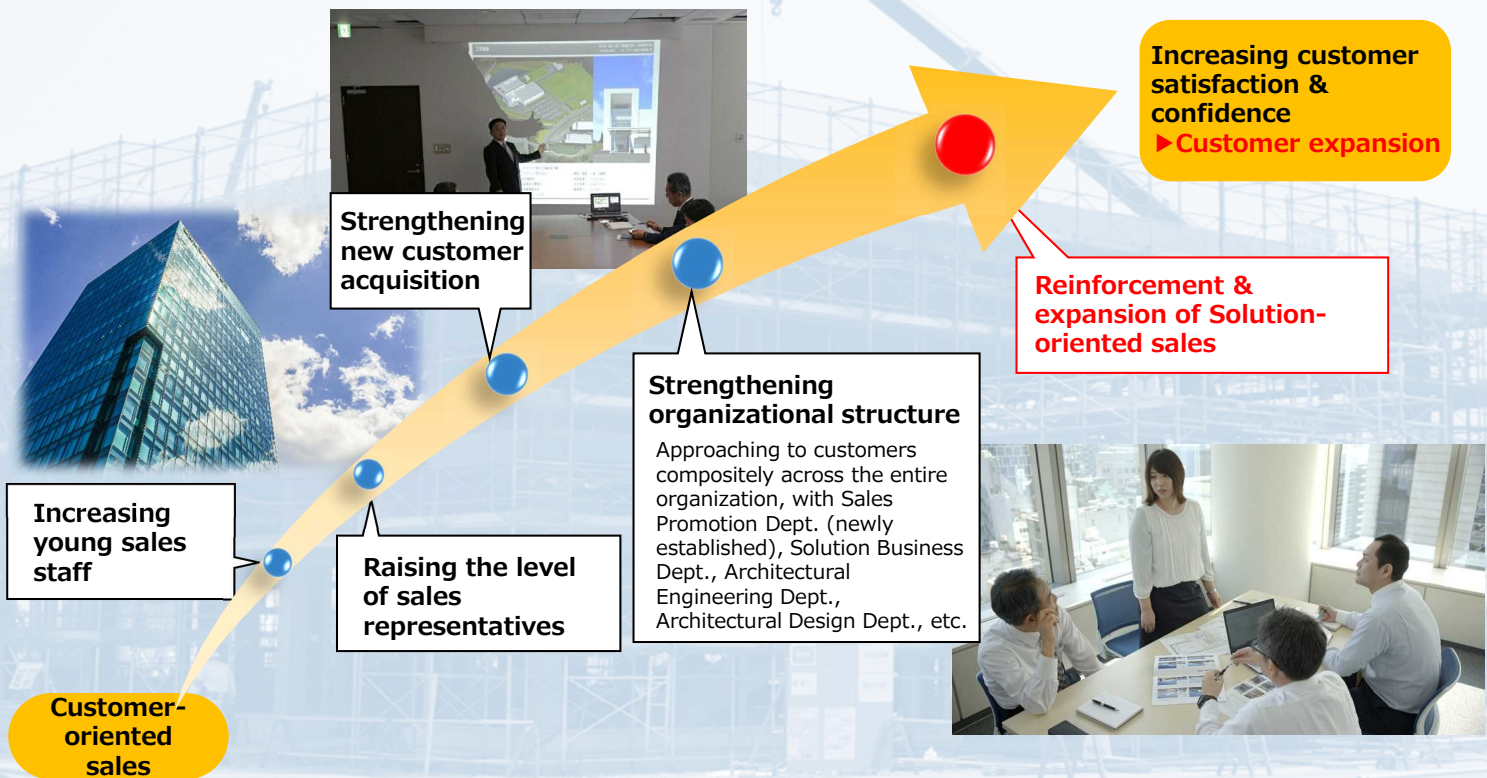 Increasing customer
satisfaction &
confidence
▶Customer expansion
Strengthening
new customer
acquisition
Reinforcement &
expansion of Solution-
oriented sales
Strengthening
organizational structure
Approaching to customers
compositely across the entire
organization, with Sales
Promotion Dept. (newly
established), Solution Business
Dept., Architectural
Engineering Dept.,
Architectural Design Dept., etc.
Increasing
young sales
staff
Raising the level
of sales
representatives
Customer-
oriented
sales